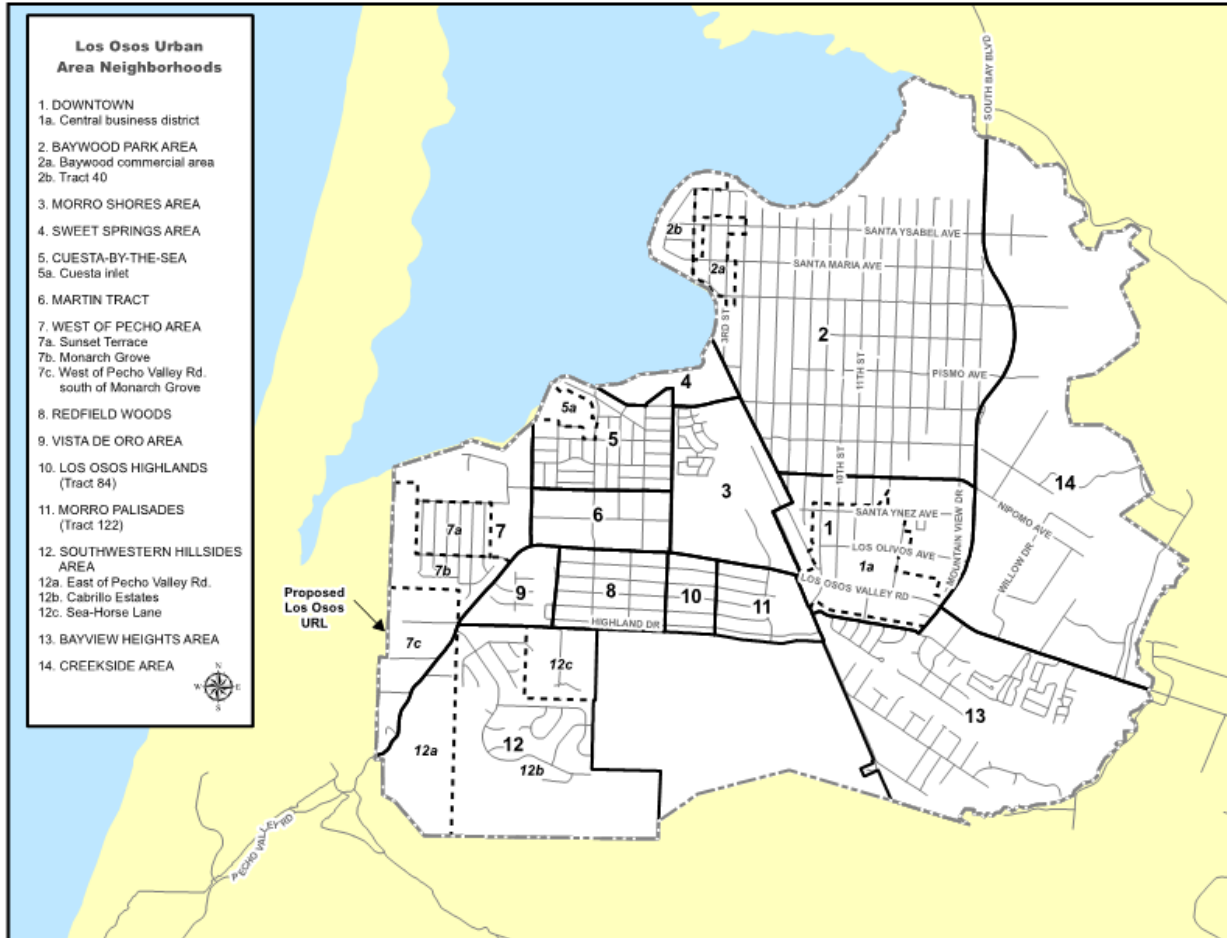 Los Osos Urban
Area Neighborhoods
1. DOWNTOWN
1a. Central business district
2. BAYWOOD PARK AREA
2a. Baywood commercial area
2b. Tract 40
3. MORRO SHORES AREA
4. SWEET SPRINGS AREA
5. CUESTA-BY-THE-SEA
5a. Cuesta inlet
6. MARTIN TRACT
7. WEST OF PECHO AREA
7a. Sunset Terrace
7b. Monarch Grove
7c. West of Pecho Valley Rd.
south of Monarch Grove
8. REDFIELD WOODS
9. VISTA DE ORO AREA
10. LOS OSOS HIGHLANDS
(Tract 84)
11. MORRO PALISADES
(Tract 122)
12. SOUTHWESTERN HILLSIDES
AREA
12a. East of Pecho Valley Rd.
12b. Cabrillo Estates
12c. Sea-Horse Lane
13. BAYVIEW HEIGHTS AREA
14. CREEKSIDE AREA
N
W E
S
SOUTH BAY BLVD
2b
SANTA YSABEL AVE
2a
SANTA MARIA AVE
3RD ST
2
11TH ST
PISMO AVE
4
5a
5
10TH ST
3
14
7a
7
6
1
SANTA YNEZ AVE
NIPOMO AVE
MOUNTAIN VIEW DR
LOS OLIVOS AVE
1a
WILLOW DR
7b
LOS OSOS VALLEY RD
9
8
10
11
HIGHLAND DR
Proposed
Los Osos
URL
7c
12c
13
12a
12
12b
PECHO VALLEY RD